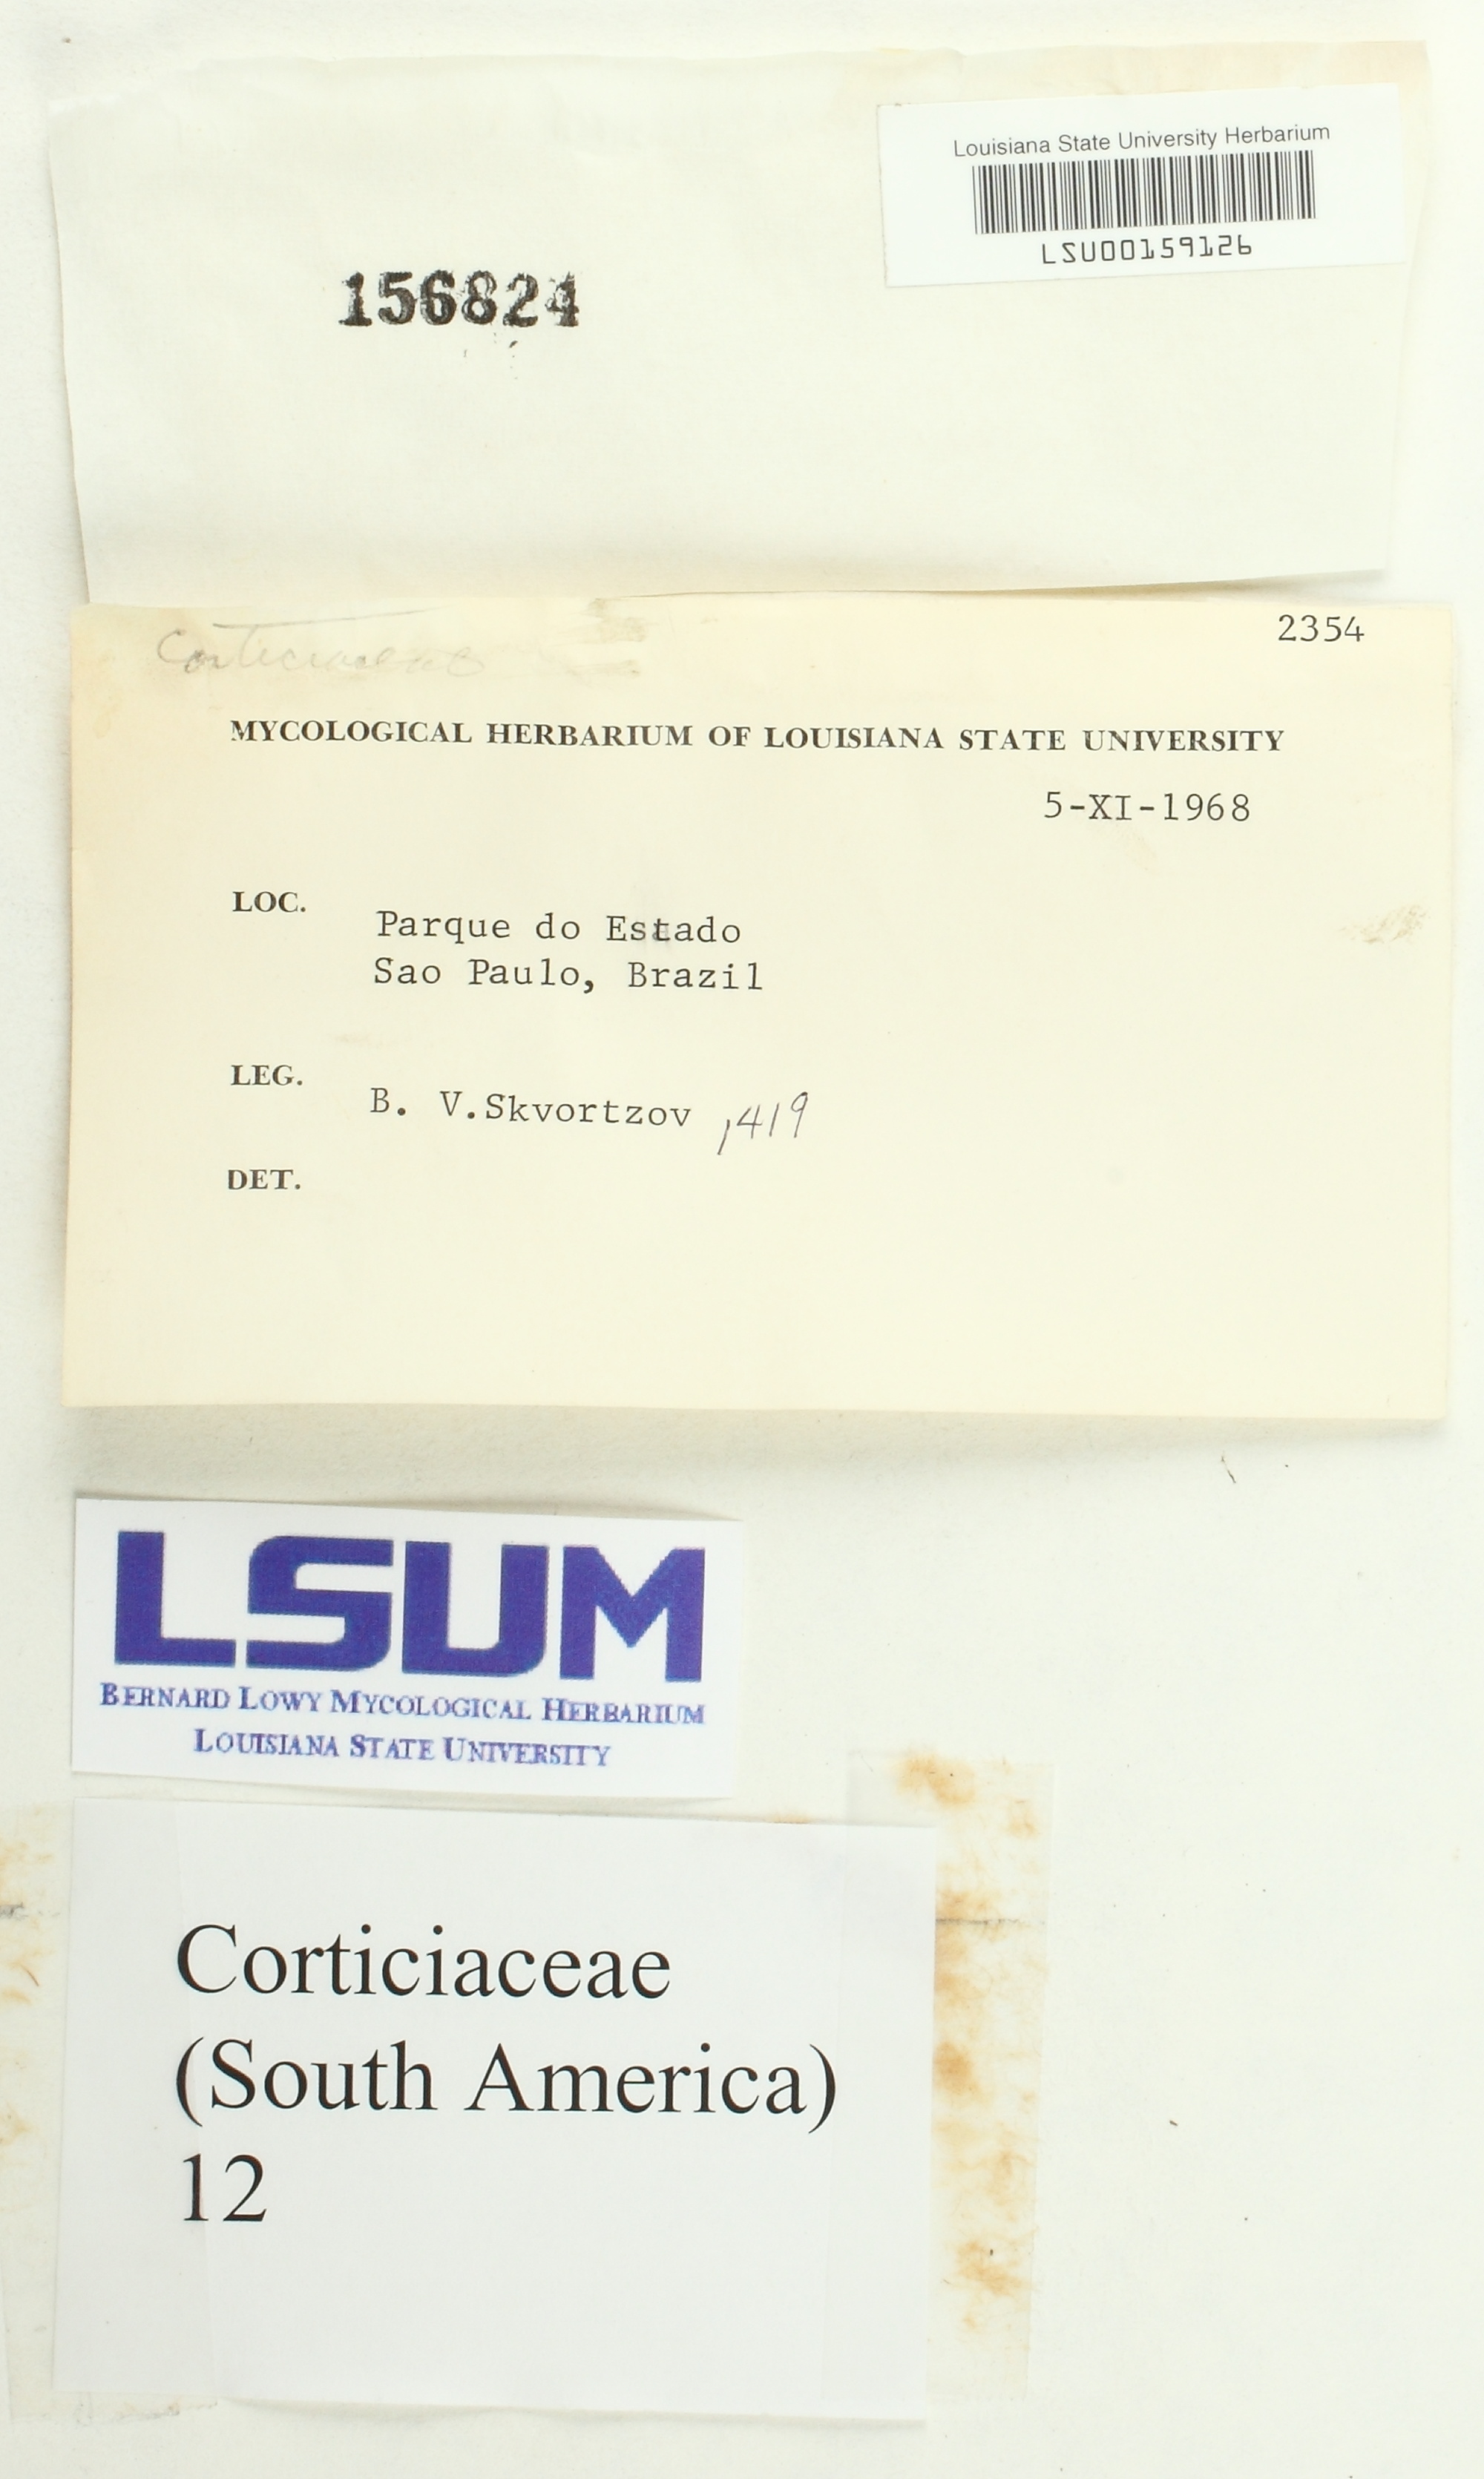 Louisiana State University Herbarium
LSU00159126
156824
Corticiaceae
2354
MYCOLOGICAL HERBARIUM OF LOUISIANA STATE UNIVERSITY
5-XI-1968
LOC.
Parque do Estado
Sao Paulo, Brazil
LEG.
B. V.Skvortzov ,419
DET.
LSUM
BERNARD LOWY MYCOLOGICAL HERBARIUM
LOUISIANA STATE UNIVERSITY
Corticiaceae
(South America)
12